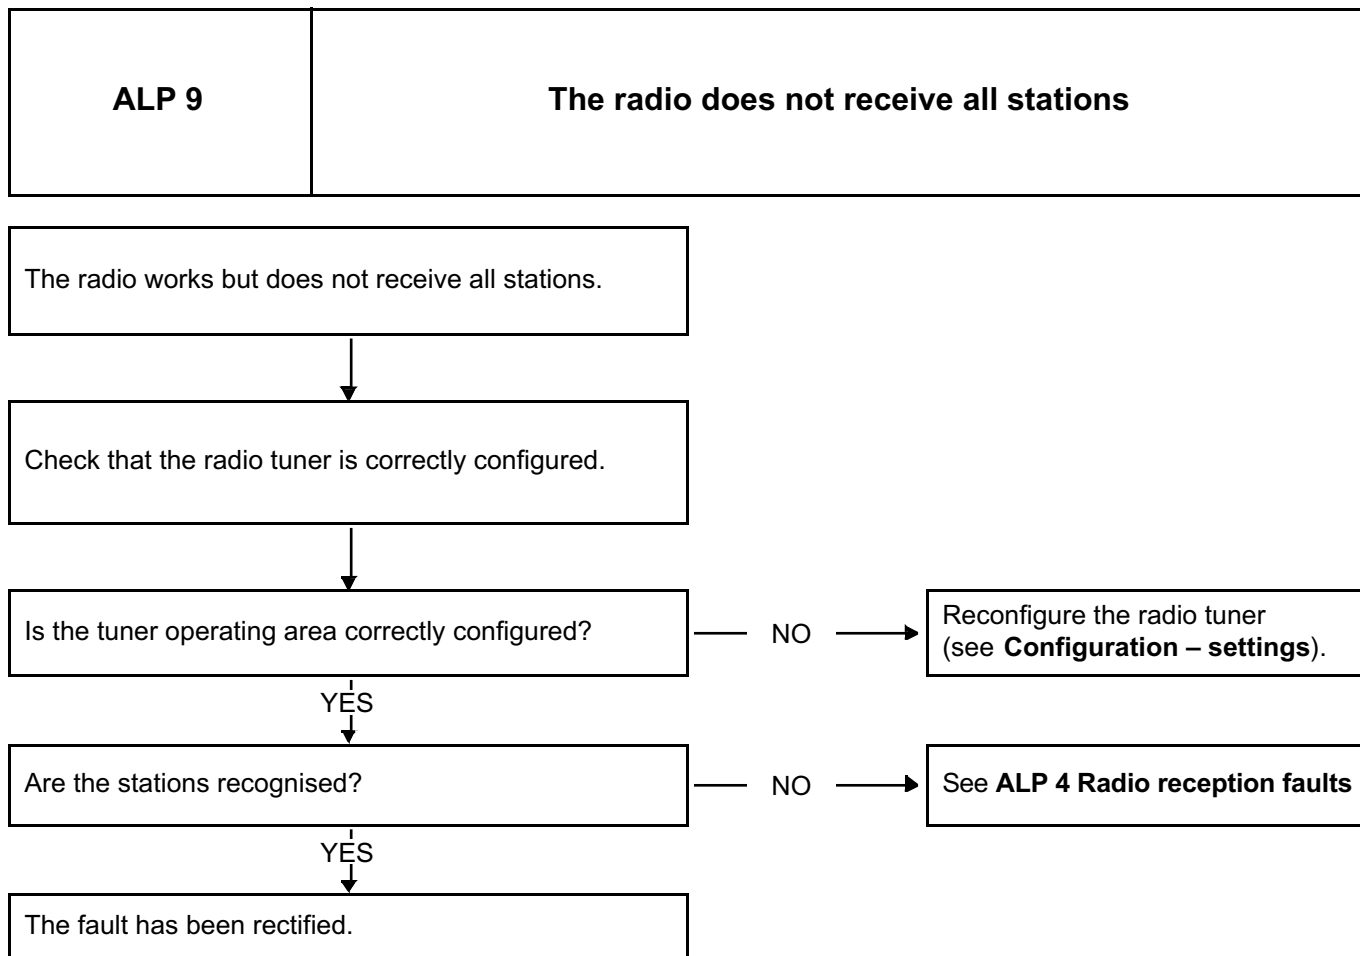 ALP 9
The radio does not receive all stations
The radio works but does not receive all stations.
Check that the radio tuner is correctly configured.
Is the tuner operating area correctly configured?
NO
Reconfigure the radio tuner
(see Configuration – settings).
YES
Are the stations recognised?
NO
See ALP 4 Radio reception faults
YES
The fault has been rectified.